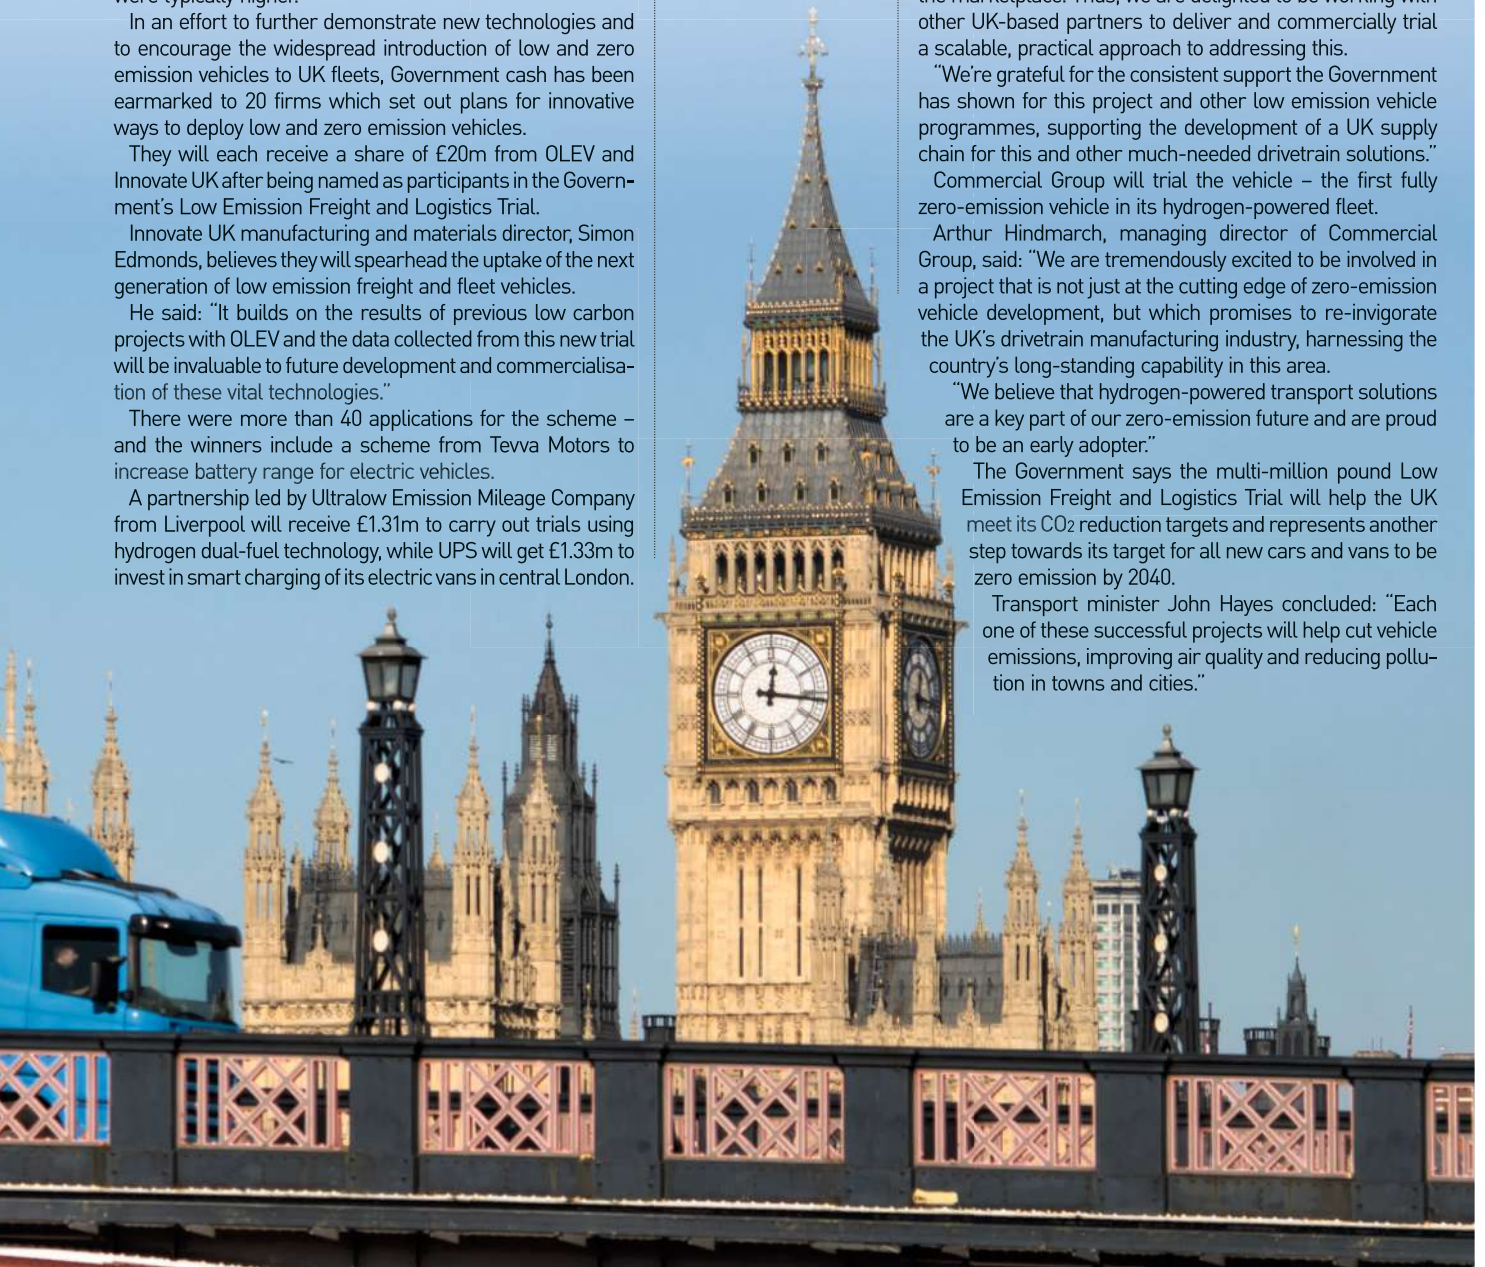 were typically higher.
In an effort to further demonstrate new technologies and
to encourage the widespread introduction of low and zero
emission vehicles to UK fleets, Government cash has been
earmarked to 20 firms which set out plans for innovative
ways to deploy low and zero emission vehicles.
They will each receive a share of £20m from OLEV and
Innovate UK after being named as participants in the Govern-
ment’s Low Emission Freight and Logistics Trial.
Innovate UK manufacturing and materials director, Simon
Edmonds, believes they will spearhead the uptake of the next
generation of low emission freight and fleet vehicles.
He said: “It builds on the results of previous low carbon
projects with OLEV and the data collected from this new trial
will be invaluable to future development and commercialisa-
tion of these vital technologies.”
There were more than 40 applications for the scheme –
and the winners include a scheme from Tevva Motors to
increase battery range for electric vehicles.
A partnership led by Ultralow Emission Mileage Company
from Liverpool will receive £1.31m to carry out trials using
hydrogen dual-fuel technology, while UPS will get £1.33m to
invest in smart charging of its electric vans in central London.
the marketplace. Thus, we are delighted to be working with
other UK-based partners to deliver and commercially trial
a scalable, practical approach to addressing this.
“We’re grateful for the consistent support the Government
has shown for this project and other low emission vehicle
programmes, supporting the development of a UK supply
chain for this and other much-needed drivetrain solutions.”
Commercial Group will trial the vehicle – the first fully
zero-emission vehicle in its hydrogen-powered fleet.
Arthur Hindmarch, managing director of Commercial
Group, said: “We are tremendously excited to be involved in
a project that is not just at the cutting edge of zero-emission
vehicle development, but which promises to re-invigorate
the UK’s drivetrain manufacturing industry, harnessing the
country’s long-standing capability in this area.
“We believe that hydrogen-powered transport solutions
are a key part of our zero-emission future and are proud
to be an early adopter.”
The Government says the multi-million pound Low
Emission Freight and Logistics Trial will help the UK
meet its CO2 reduction targets and represents another
step towards its target for all new cars and vans to be
zero emission by 2040.
Transport minister John Hayes concluded: “Each
one of these successful projects will help cut vehicle
emissions, improving air quality and reducing pollu-
tion in towns and cities.”